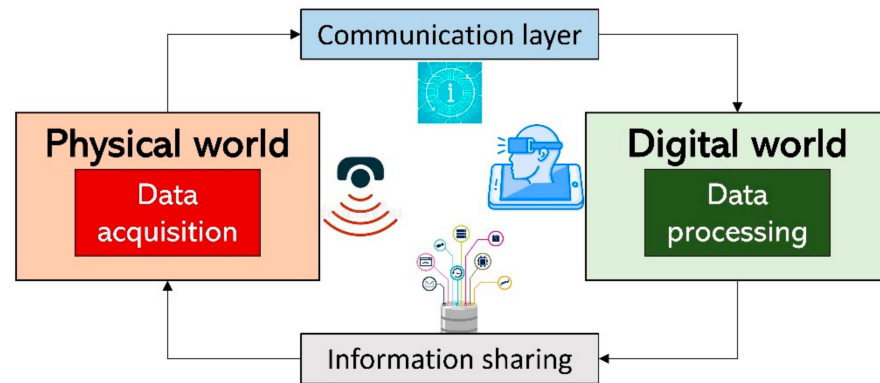 Communication layer
i
Physical world
Data
acquisition
Digital world
Data
processing
Information sharing